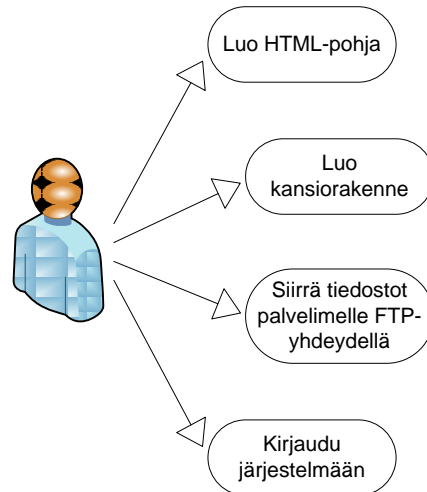 Luo HTML-pohja
Luo
kansiorakenne
Siirrä tiedostot
palvelimelle FTP-
yhdeydellä
Kirjaudu
järjestelmään